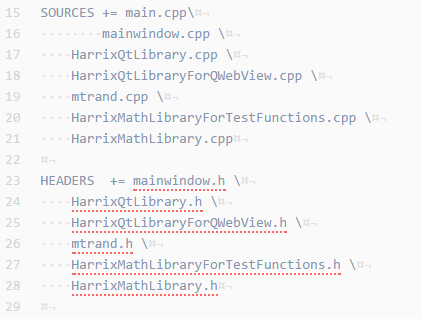 15 SOURCES += main.cpp\¤¬
16 ········mainwindow.cpp \¤¬
17 ····HarrixQtLibrary.cpp \¤¬
18 ····HarrixQtLibraryForQWebView.cpp \¤¬
19 ····mtrand.cpp \¤¬
20 ····HarrixMathLibraryForTestFunctions.cpp \¤¬
21 ····HarrixMathLibrary.cpp¤¬
22 ¤¬
23 HEADERS  += mainwindow.h \¤¬
24 ····HarrixQtLibrary.h \¤¬
25 ····HarrixQtLibraryForQWebView.h \¤¬
26 ····mtrand.h \¤¬
27 ····HarrixMathLibraryForTestFunctions.h \¤¬
28 ····HarrixMathLibrary.h¤¬
29 ¤¬